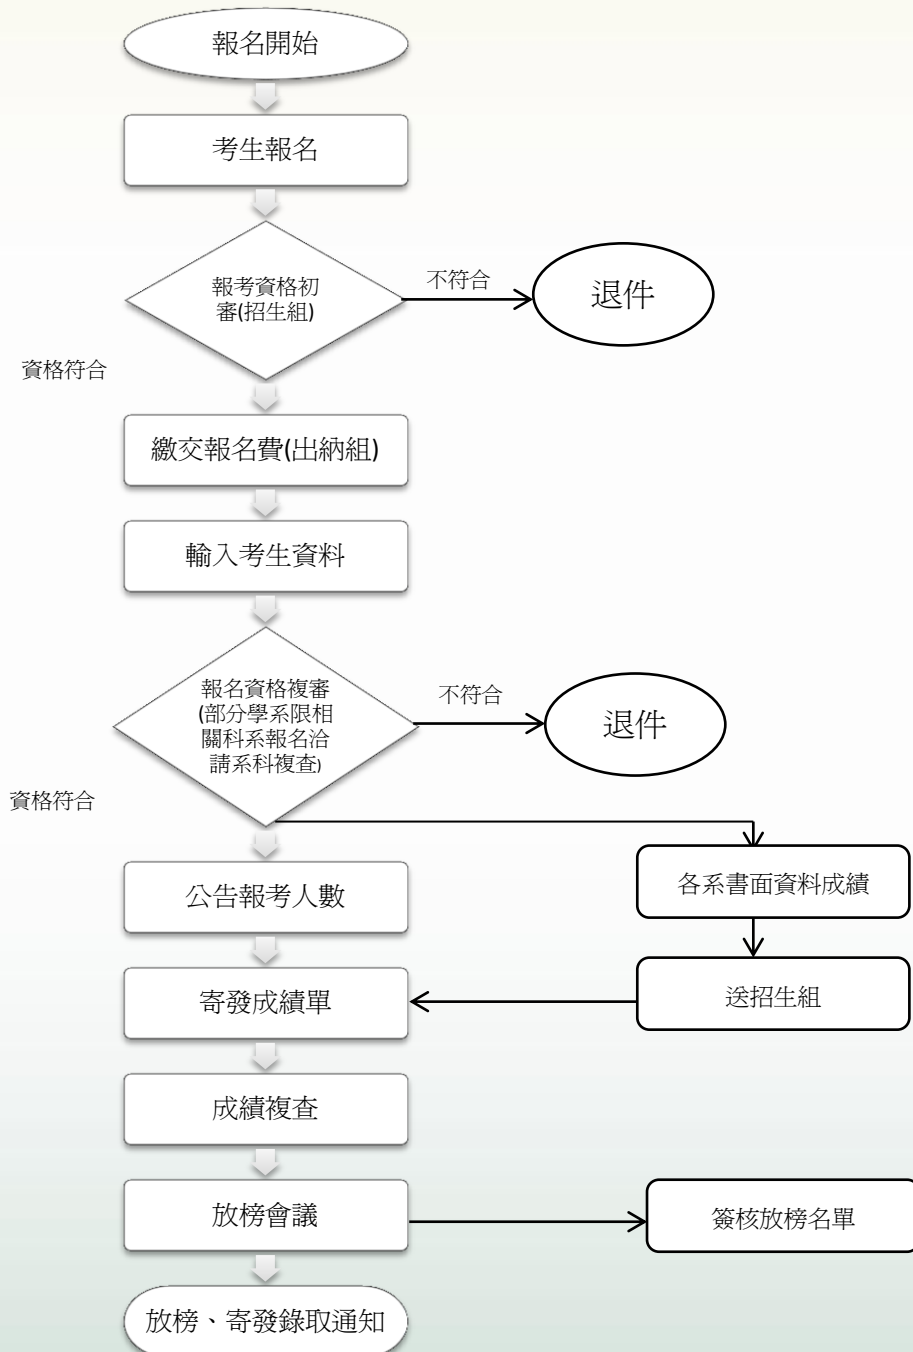 報名開始
考生報名
報考資格初
審(招生組)
不符合
退件
資格符合
繳交報名費(出納組)
輸入考生資料
報名資格複審
(部分學系限相
關科系報名洽
請系科複查)
不符合
退件
資格符合
公告報考人數
各系書面資料成績
寄發成績單
送招生組
成績複查
放榜會議
簽核放榜名單
放榜、寄發錄取通知